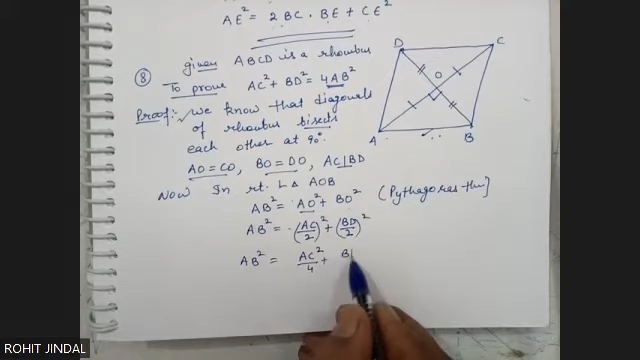 AE² = 2BC · BE + CE²
⑧ given ABCD is a rhombus
To prove AC² + BD² = 4AB²
Proof:- we know that diagonals
of rhombus bisects
each other at 90°.
AO = CO, BO = DO, AC⊥BD
Now In rt. L Δ AOB
AB² = AO² + BO² (Pythagoras thm)
AB² = (AC/2)² + (BD/2)²
AB² = AC²/4 + B
D
C
O
A
B
ROHIT JINDAL